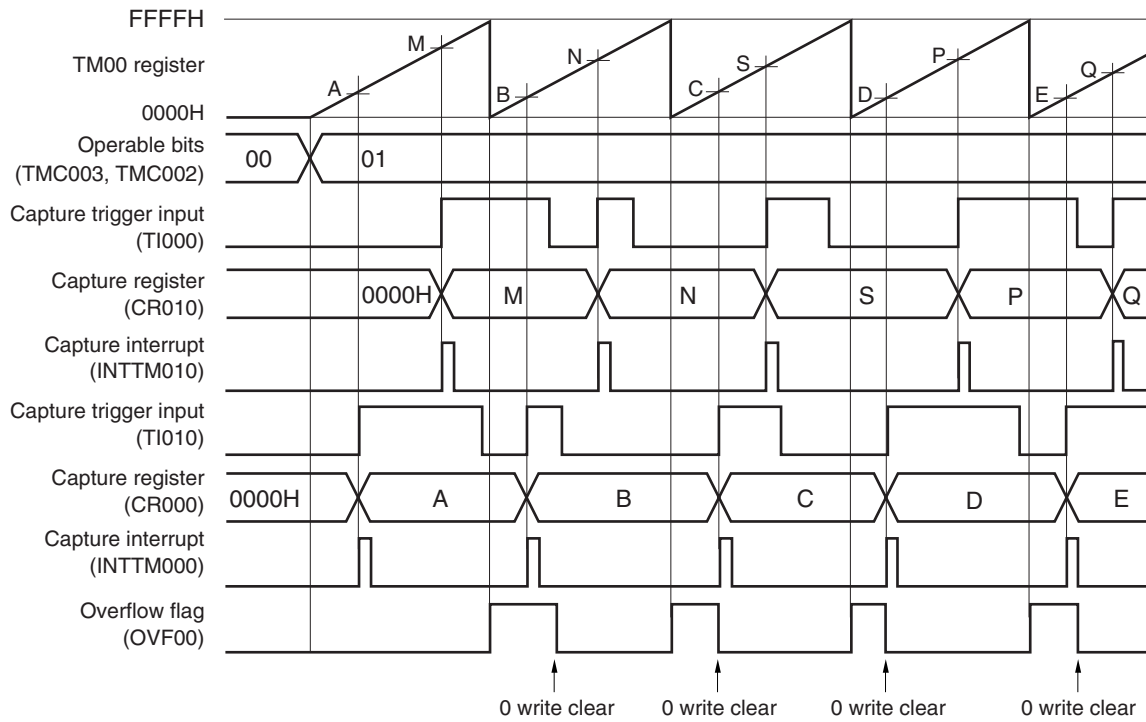 FFFFH
TM00 register
0000H
A M B N C S D P E Q
Operable bits
(TMC003, TMC002)
00 01
Capture trigger input
(TI000)
Capture register
(CR010)
0000H M N S P Q
Capture interrupt
(INTTM010)
Capture trigger input
(TI010)
Capture register
(CR000)
0000H A B C D E
Capture interrupt
(INTTM000)
Overflow flag
(OVF00)
0 write clear 0 write clear 0 write clear 0 write clear